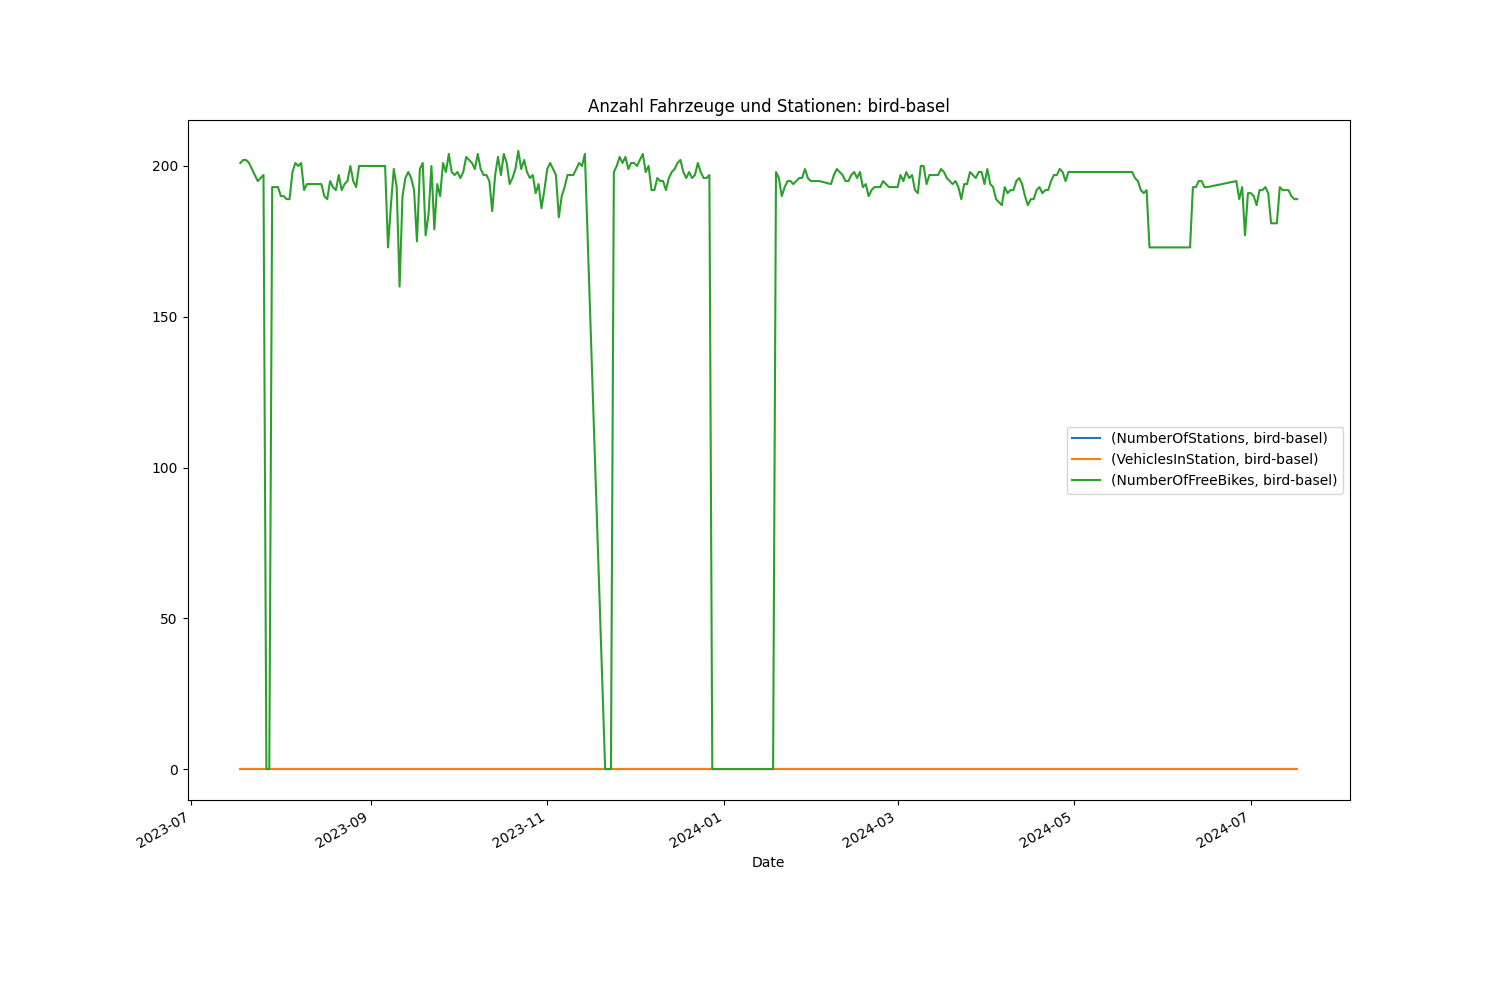 Anzahl Fahrzeuge und Stationen: bird-basel
200
150
100
50
0
(NumberOfStations, bird-basel)
(VehiclesInStation, bird-basel)
(NumberOfFreeBikes, bird-basel)
2023-07
2023-09
2023-11
2024-01
2024-03
2024-05
2024-07
Date